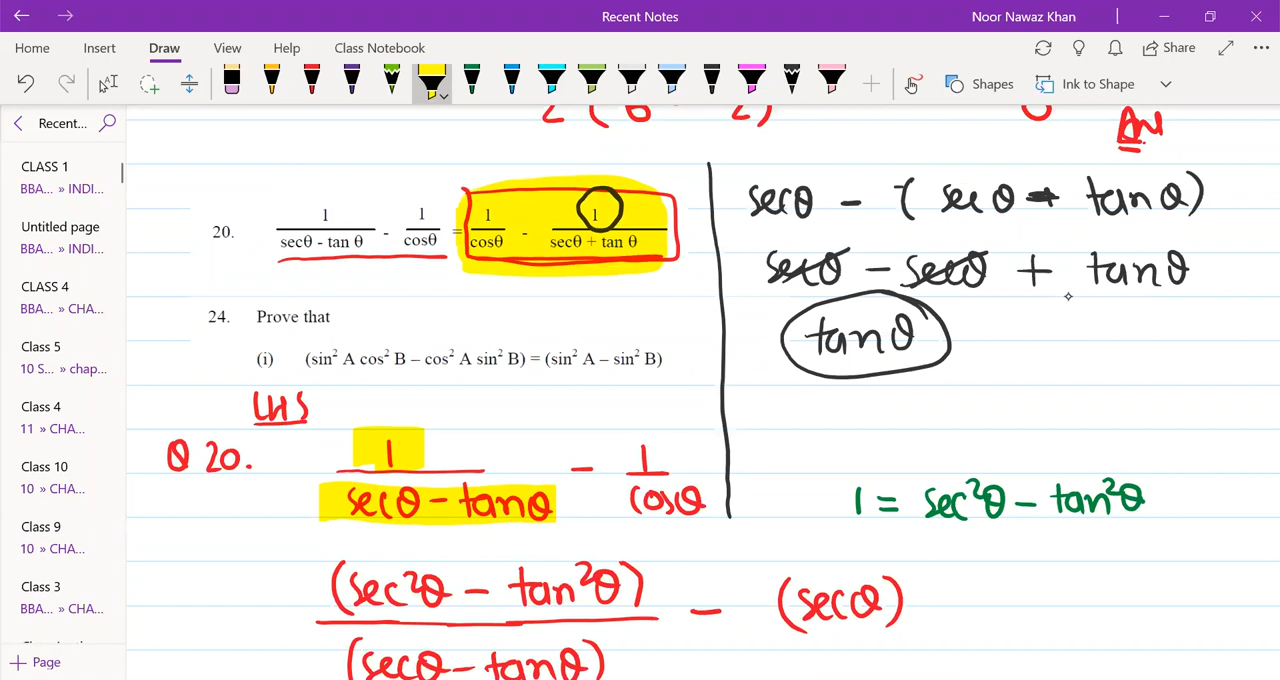 Recent Notes
Noor Nawaz Khan
Home Insert Draw View Help Class Notebook
Share
Shapes
Ink to Shape
Recent...
CLASS 1
BBA... » INDI...
Untitled page
BBA... » INDI...
CLASS 4
BBA... » CHA...
Class 5
10 S... » chap...
Class 4
11 » CHA...
Class 10
10 » CHA...
Class 9
10 » CHA...
Class 3
BBA... » CHA...
Class Anatho...
Page
Ans
20. 1/(secθ - tan θ) - 1/cosθ = 1/cosθ - 1/(secθ + tan θ)
24. Prove that
(i) (sin² A cos² B – cos² A sin² B) = (sin² A – sin² B)
LHS
Q 20. 1/(secθ – tanθ) – 1/cosθ
(sec²θ – tan²θ)/(secθ – tanθ) – (secθ)
secθ – (secθ - tanθ)
secθ – secθ + tanθ
tanθ
1 = sec²θ – tan²θ